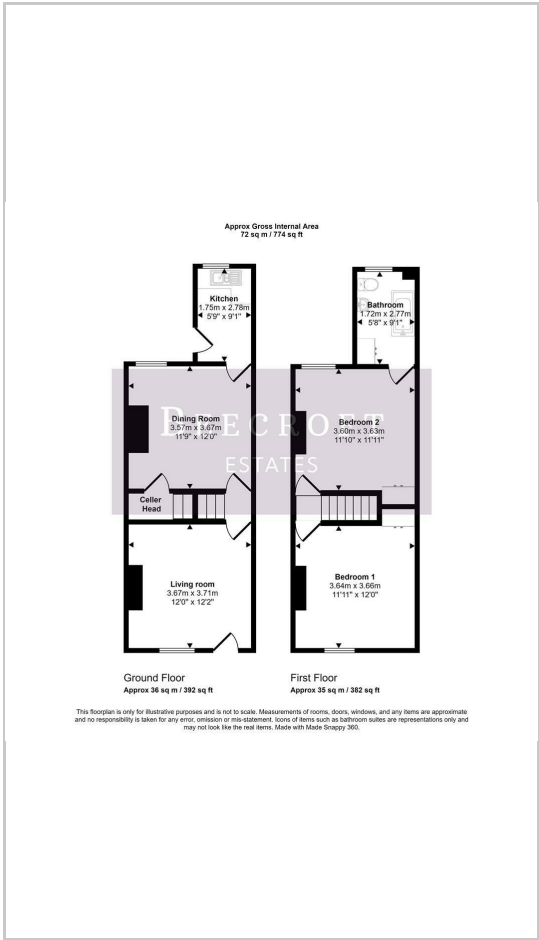 Approx Gross Internal Area
72 sq m / 774 sq ft
Kitchen
1.75m x 2.78m
5'9" x 9'1"
Bathroom
1.72m x 2.77m
5'8" x 9'1"
Dining Room
3.57m x 3.67m
11'9" x 12'0"
Bedroom 2
3.60m x 3.63m
11'10" x 11'11"
ESTATES
Celler
Head
Living room
3.67m x 3.71m
12'0" x 12'2"
Bedroom 1
3.64m x 3.66m
11'11" x 12'0"
Ground Floor
Approx 36 sq m / 392 sq ft
First Floor
Approx 35 sq m / 382 sq ft
This floorplan is only for illustrative purposes and is not to scale. Measurements of rooms, doors, windows, and any items are approximate
and no responsibility is taken for any error, omission or mis-statement. Icons of items such as bathroom suites are representations only and
may not look like the real items. Made with Made Snappy 360.